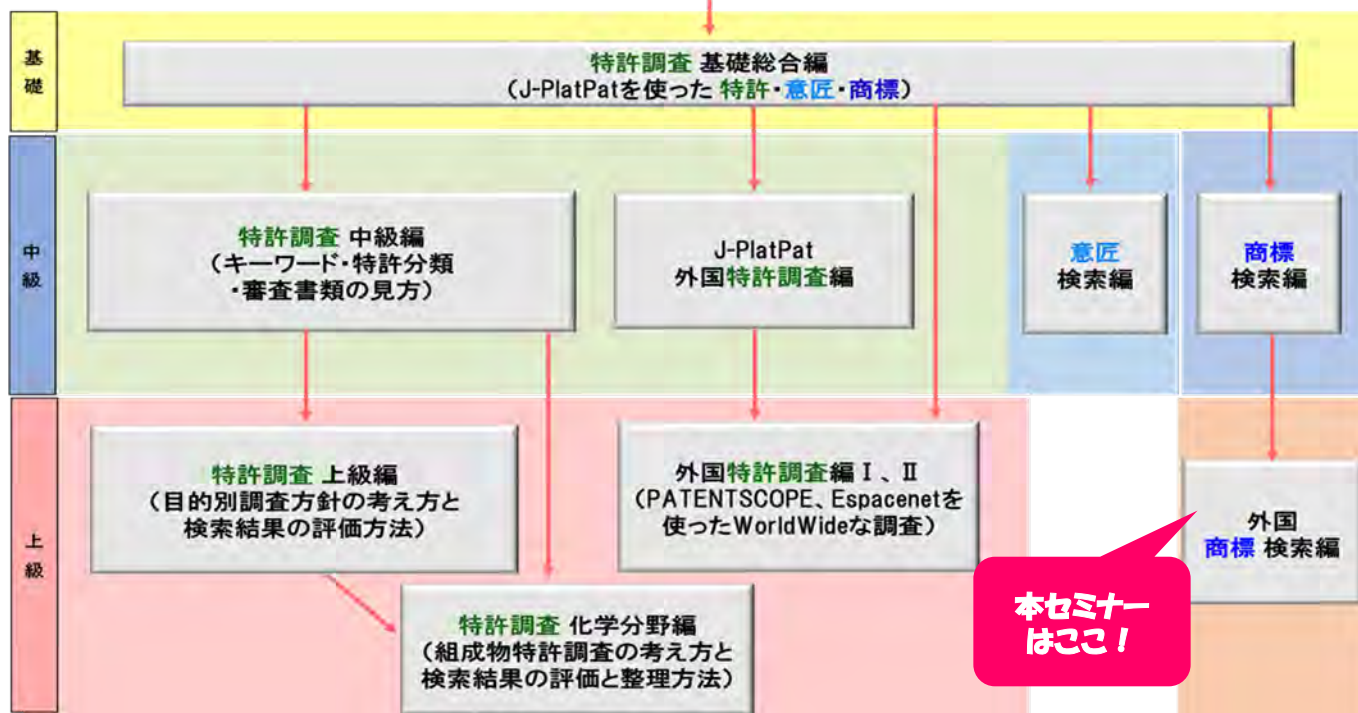 基
礎
特許調査 基礎総合編
（J-PlatPatを使った 特許・意匠・商標）
中
級
特許調査 中級編
（キーワード・特許分類
・審査書類の見方）
J-PlatPat
外国特許調査編
意匠
検索編
商標
検索編
上
級
特許調査 上級編
（目的別調査方針の考え方と
検索結果の評価方法）
外国特許調査編Ⅰ、Ⅱ
（PATENTSCOPE、Espacenetを
使ったWorldWideな調査）
外国
商標 検索編
本セミナー
はここ！
特許調査 化学分野編
（組成物特許調査の考え方と
検索結果の評価と整理方法）